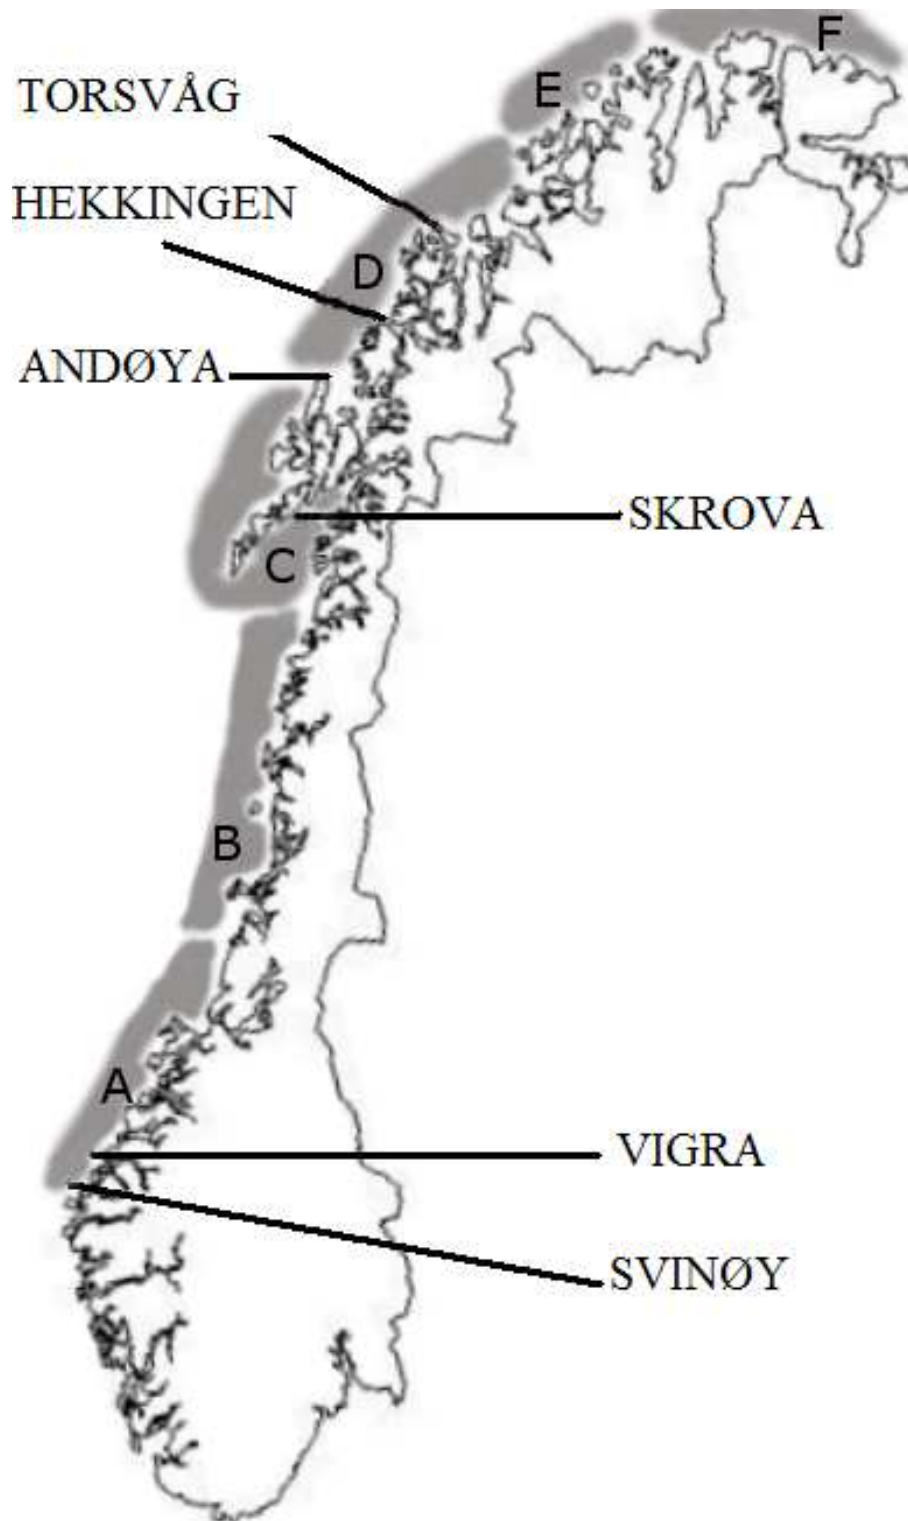 F
E
TORSVÅG
HEKKINGEN
D
ANDØYA
SKROVA
C
B
A
VIGRA
SVINØY